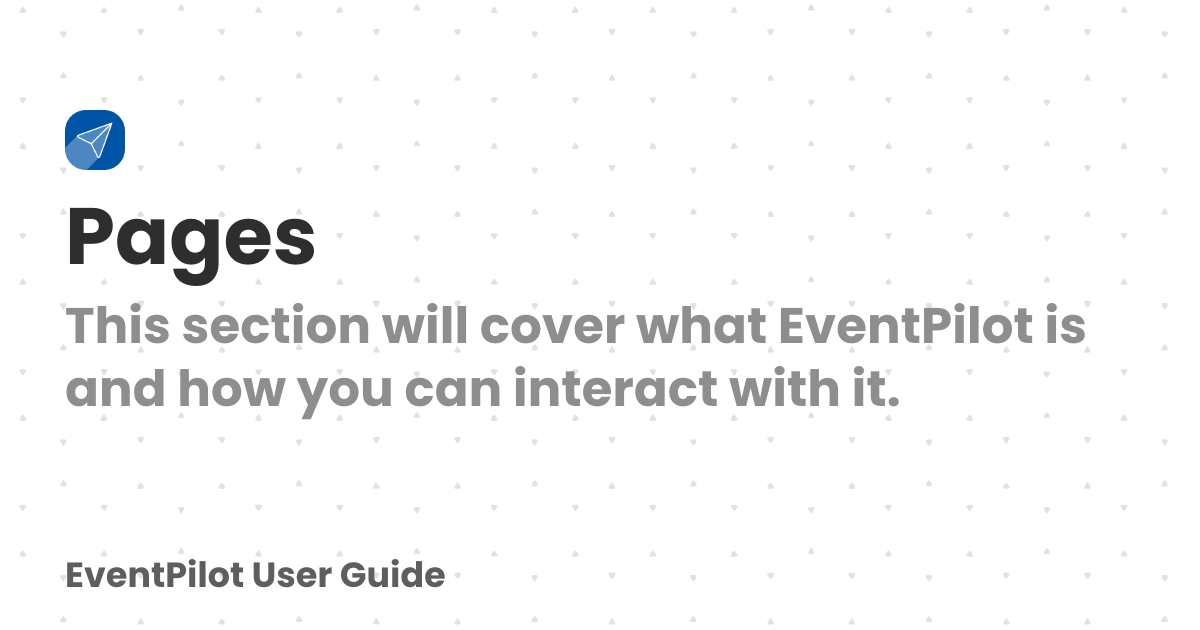 Pages
This section will cover what EventPilot is
and how you can interact with it.
EventPilot User Guide